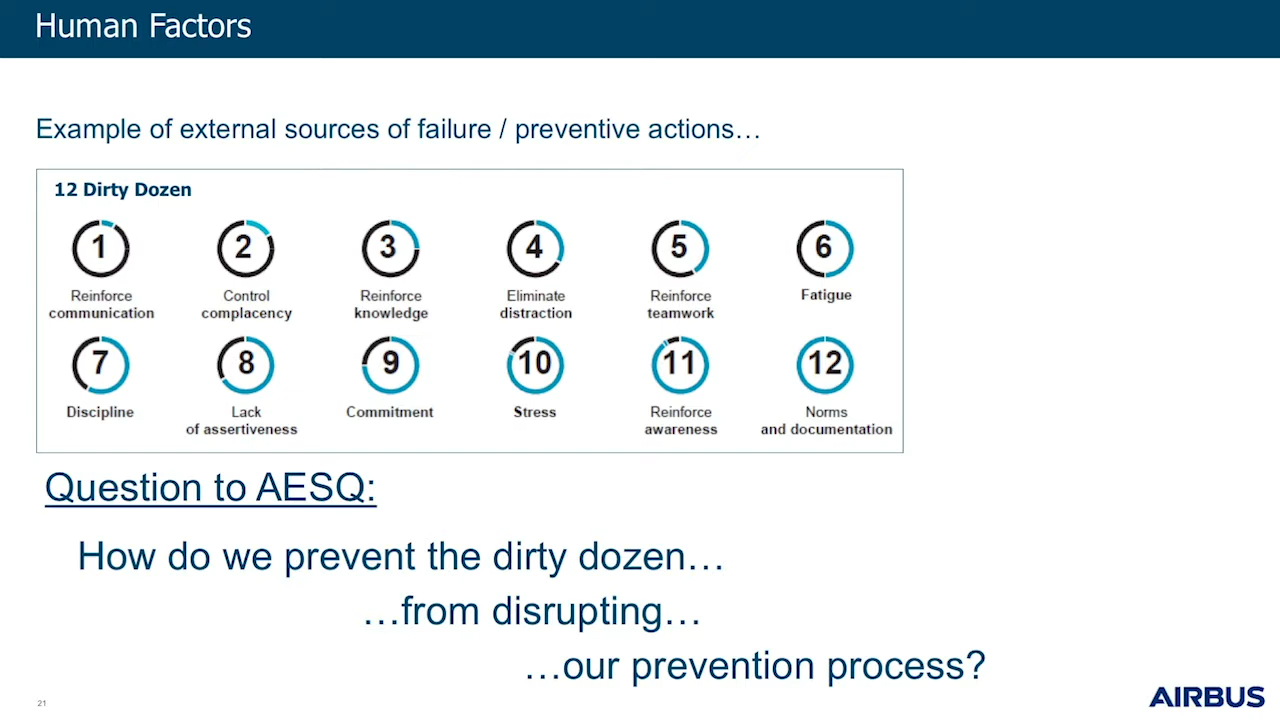 Human Factors
Example of external sources of failure / preventive actions…
12 Dirty Dozen
1
Reinforce
communication
2
Control
complacency
3
Reinforce
knowledge
4
Eliminate
distraction
5
Reinforce
teamwork
6
Fatigue
7
Discipline
8
Lack
of assertiveness
9
Commitment
10
Stress
11
Reinforce
awareness
12
Norms
and documentation
Question to AESQ:
How do we prevent the dirty dozen…
…from disrupting…
…our prevention process?
21
AIRBUS